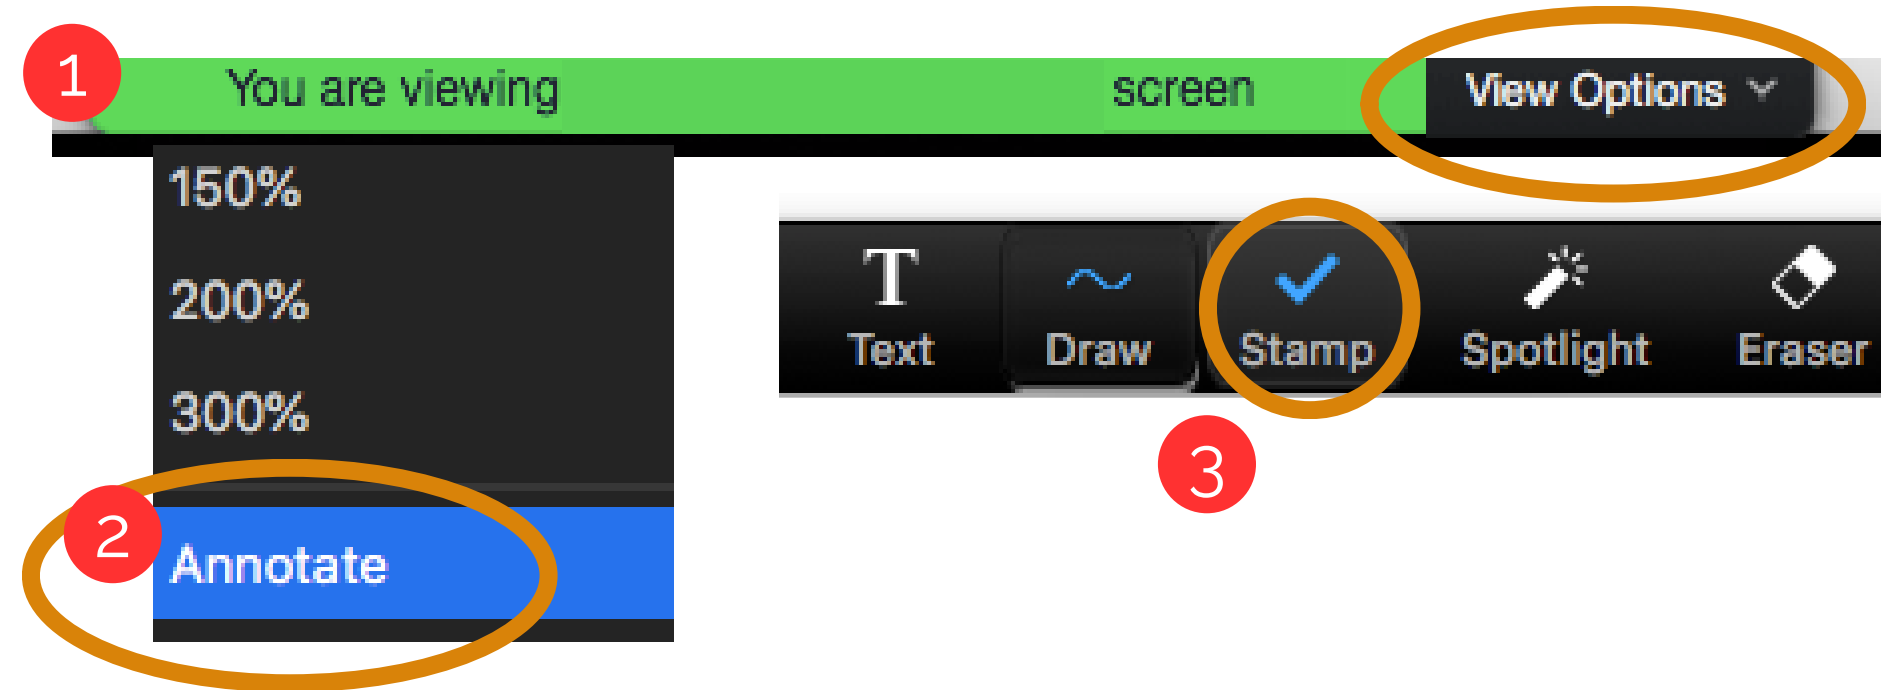 1
You are viewing screen View Options
150%
200%
300%
2
Annotate
Text Draw Stamp Spotlight Eraser
3